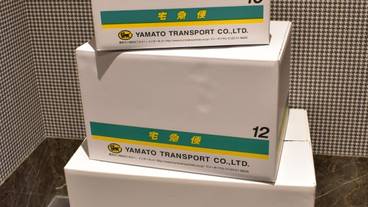 10
宅急便
YAMATO TRANSPORT CO.,LTD.
12
宅急便
YAMATO TRANSPORT CO.,LTD.